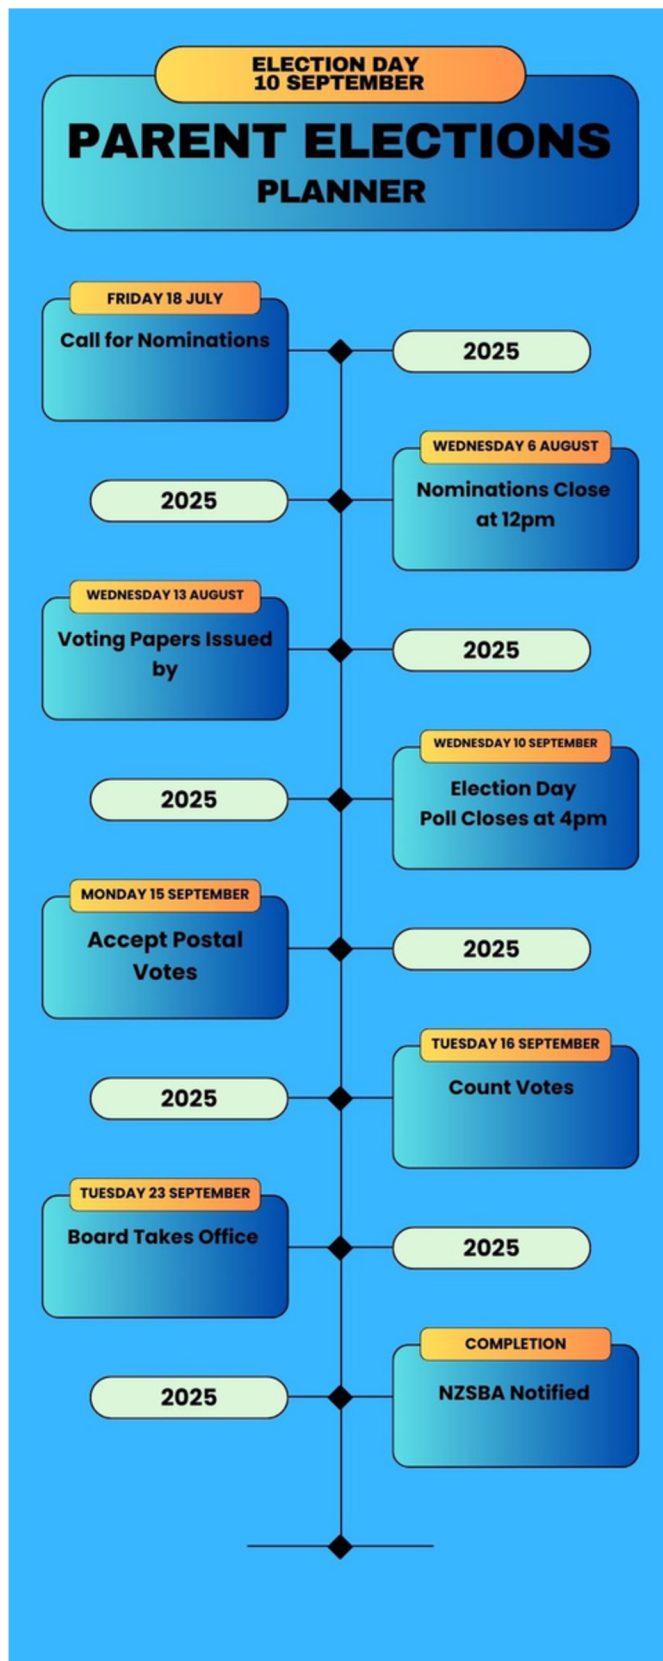 ELECTION DAY
10 SEPTEMBER
PARENT ELECTIONS
PLANNER
FRIDAY 18 JULY
Call for Nominations
2025
WEDNESDAY 6 AUGUST
Nominations Close
at 12pm
2025
WEDNESDAY 13 AUGUST
Voting Papers Issued
by
2025
WEDNESDAY 10 SEPTEMBER
Election Day
Poll Closes at 4pm
2025
MONDAY 15 SEPTEMBER
Accept Postal
Votes
2025
TUESDAY 16 SEPTEMBER
Count Votes
2025
TUESDAY 23 SEPTEMBER
Board Takes Office
2025
COMPLETION
NZSBA Notified
2025